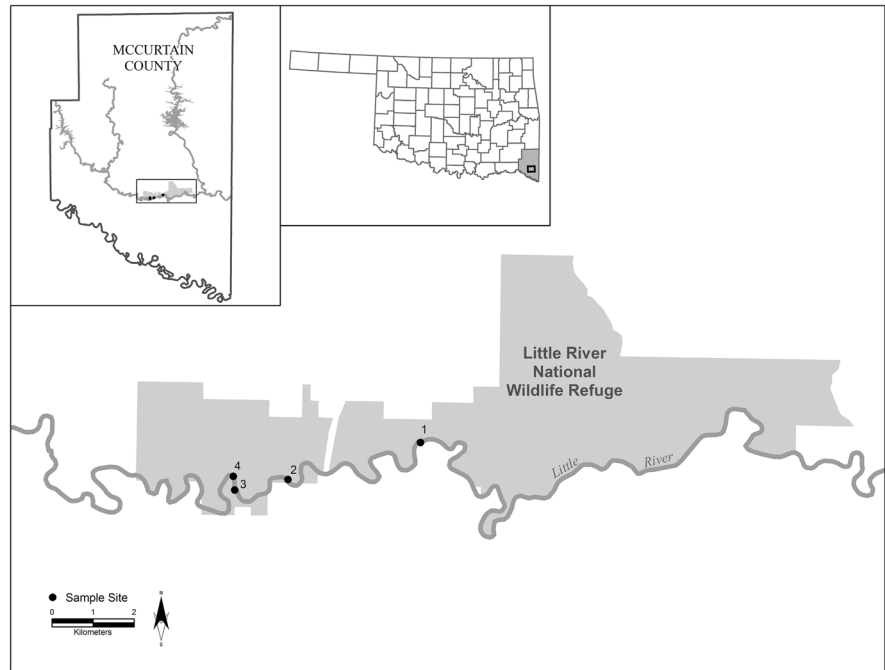 MCCURTAIN
COUNTY
Little River
National
Wildlife Refuge
1
2
3
4
Little River
Sample Site
0 1 2
Kilometers
N
S